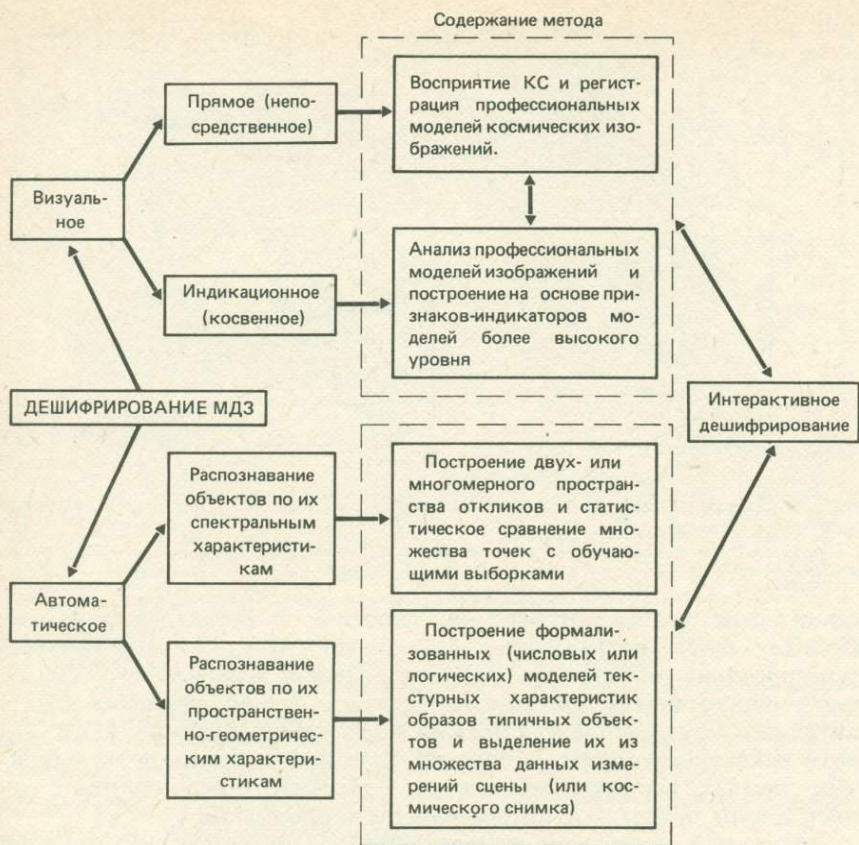 Содержание метода
Прямое (непо-
средственное)
Восприятие КС и регист-
рация профессиональных
моделей космических изо-
бражений.
Визуаль-
ное
Индикационное
(косвенное)
Анализ профессиональных
моделей изображений и
построение на основе при-
знаков-индикаторов мо-
делей более высокого
уровня
ДЕШИФРИРОВАНИЕ МДЗ
Интерактивное
дешифрирование
Распознавание
объектов по их
спектральным
характеристи-
кам
Построение двух- или
многомерного простран-
ства откликов и статис-
тическое сравнение мно-
жества точек с обучаю-
щими выборками
Автома-
тическое
Распознавание
объектов по их
пространствен-
но-геометричес-
ким характери-
стикам
Построение формали-
зованных (числовых или
логических) моделей тек-
стурных характеристик
образов типичных объек-
тов и выделение их из
множества данных изме-
рений сцены (или кос-
мического снимка)